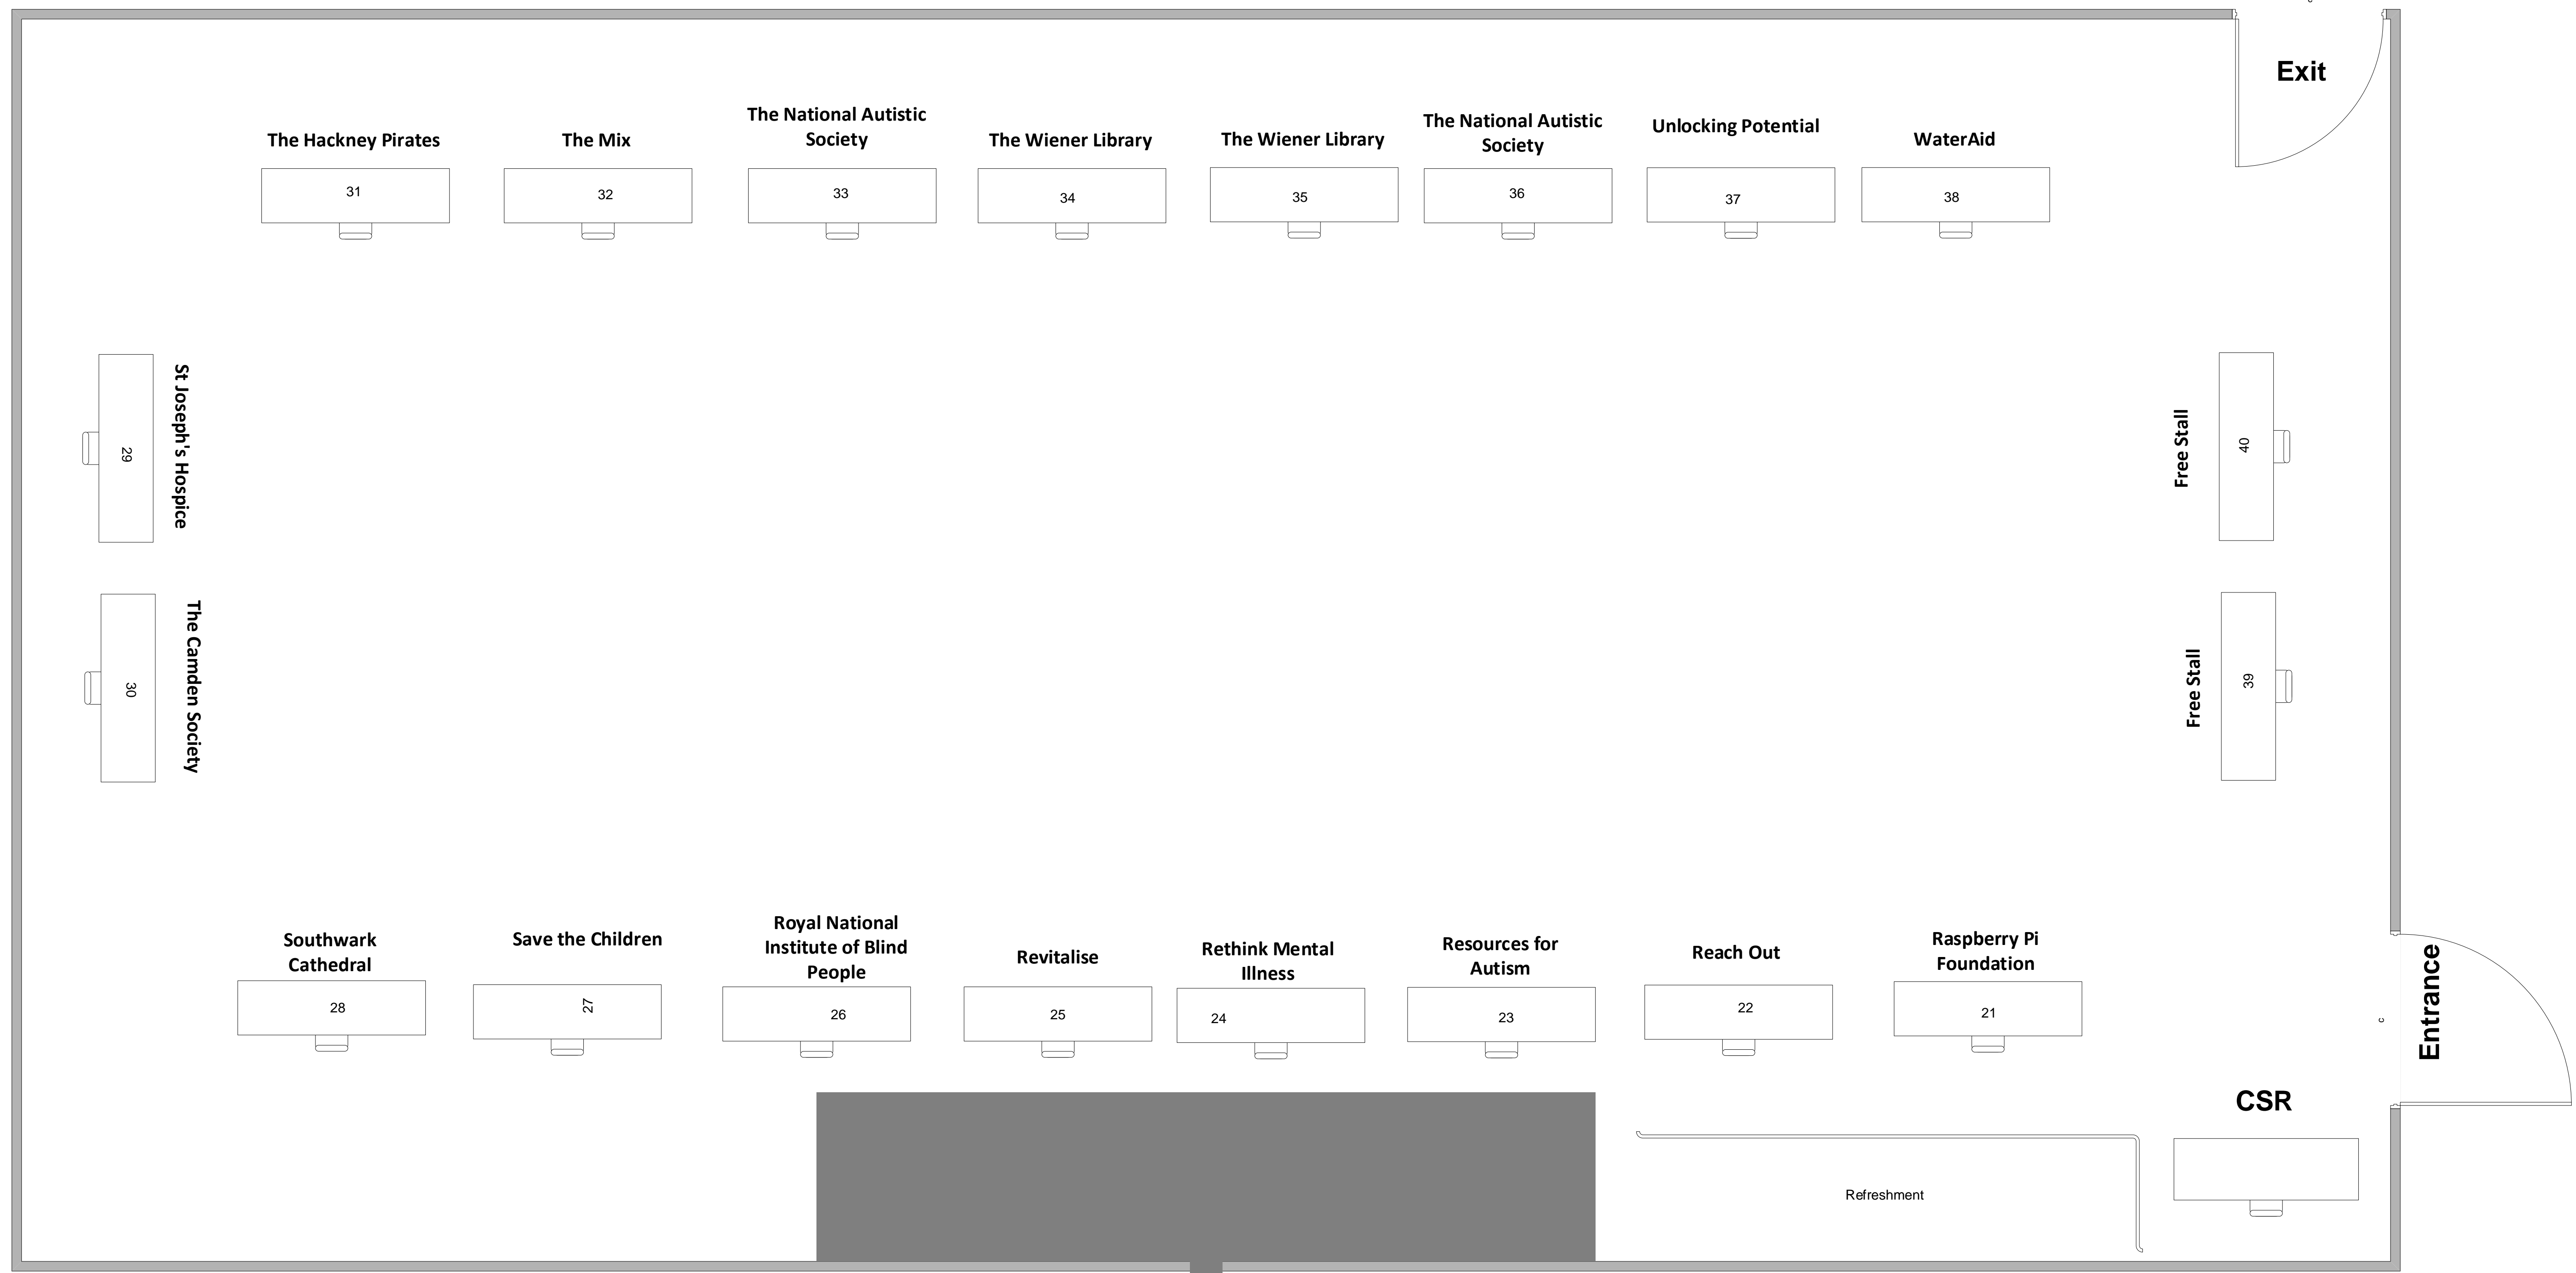 Exit
The Hackney Pirates
The Mix
The National Autistic
Society
The Wiener Library
The Wiener Library
The National Autistic
Society
Unlocking Potential
WaterAid
31
32
33
34
35
36
37
38
St Joseph's Hospice
29
Free Stall
40
The Camden Society
30
Free Stall
39
Southwark
Cathedral
Save the Children
Royal National
Institute of Blind
People
Revitalise
Rethink Mental
Illness
Resources for
Autism
Reach Out
Raspberry Pi
Foundation
28
27
26
25
24
23
22
21
Entrance
CSR
Refreshment